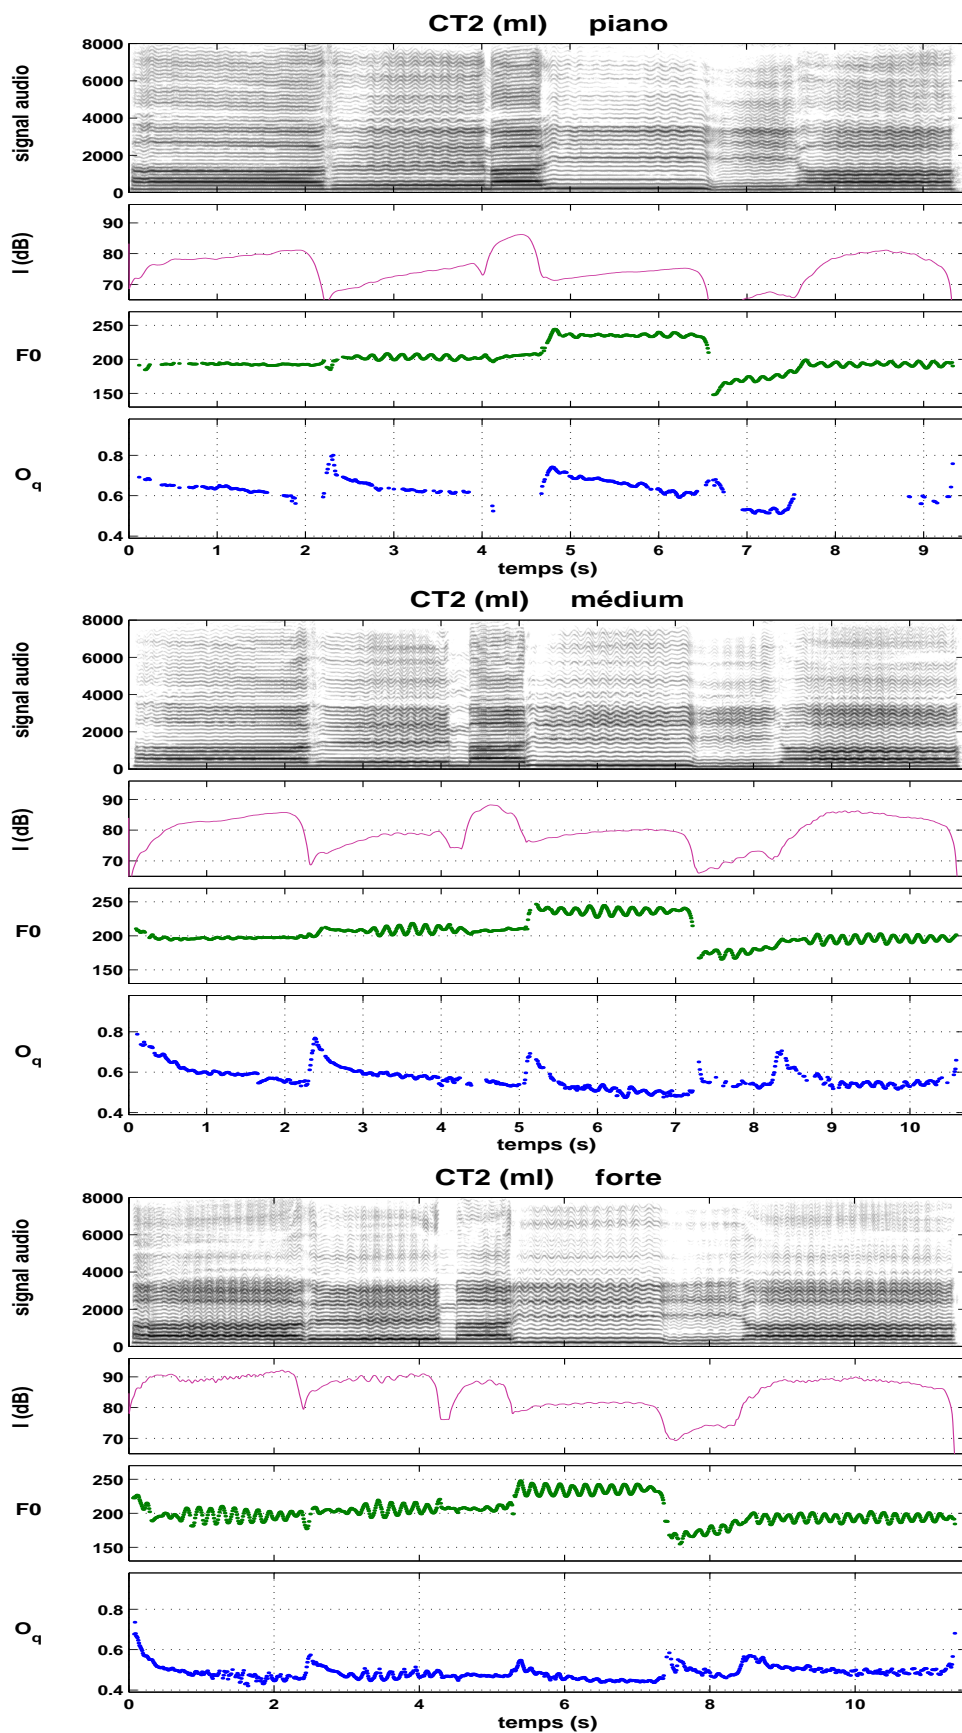 CT2 (mI) piano
signal audio
8000
6000
4000
2000
0
I (dB)
90
80
70
F0
250
200
150
Oq
0.8
0.6
0.4
0 1 2 3 4 5 6 7 8 9
temps (s)
CT2 (mI) médium
signal audio
8000
6000
4000
2000
0
I (dB)
90
80
70
F0
250
200
150
Oq
0.8
0.6
0.4
0 1 2 3 4 5 6 7 8 9 10
temps (s)
CT2 (mI) forte
signal audio
8000
6000
4000
2000
0
I (dB)
90
80
70
F0
250
200
150
Oq
0.8
0.6
0.4
0 2 4 6 8 10
temps (s)